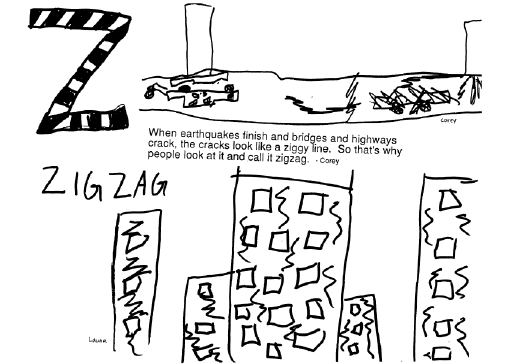 Z
Corey
When earthquakes finish and bridges and highways
crack, the cracks look like a ziggy line. So that's why
people look at it and call it zigzag. - Corey
ZIGZAG
Laura